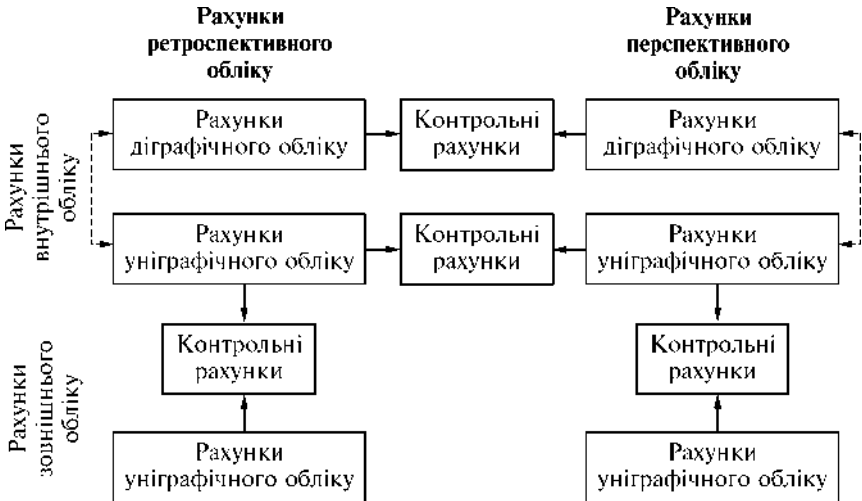 Рахунки
ретроспективного
обліку
Рахунки
перспективного
обліку
Рахунки
внутрішнього
обліку
Рахунки
діграфічного обліку
Контрольні
рахунки
Рахунки
діграфічного обліку
Рахунки
уніграфічного обліку
Контрольні
рахунки
Рахунки
уніграфічного обліку
Рахунки
зовнішнього
обліку
Контрольні
рахунки
Контрольні
рахунки
Рахунки
уніграфічного обліку
Рахунки
уніграфічного обліку